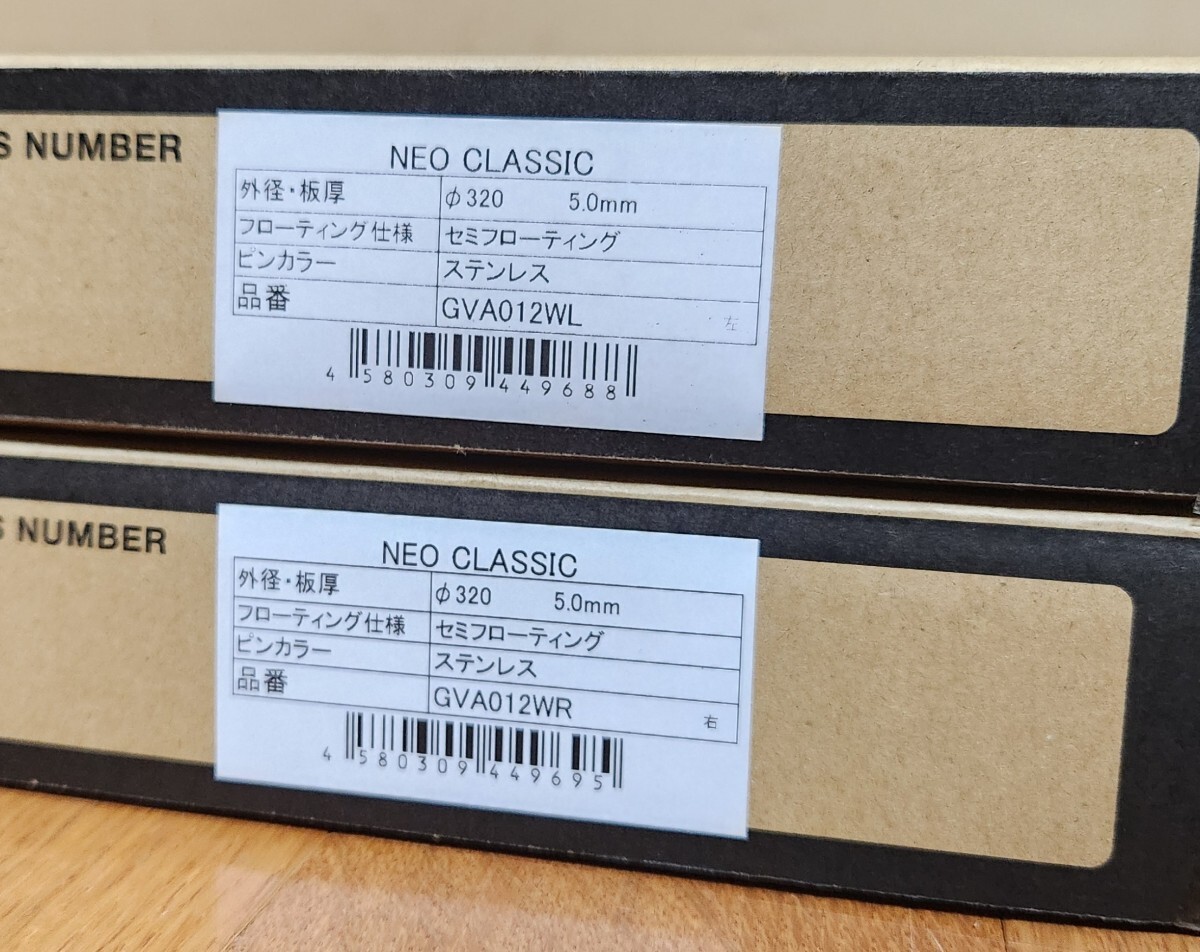 S NUMBER
NEO CLASSIC
外径・板厚 φ320 5.0mm
フローティング仕様 セミフローティング
ピンカラー ステンレス
品番 GVA012WL 左
4 580309 449688
S NUMBER
NEO CLASSIC
外径・板厚 φ320 5.0mm
フローティング仕様 セミフローティング
ピンカラー ステンレス
品番 GVA012WR 右
4 580309 449695